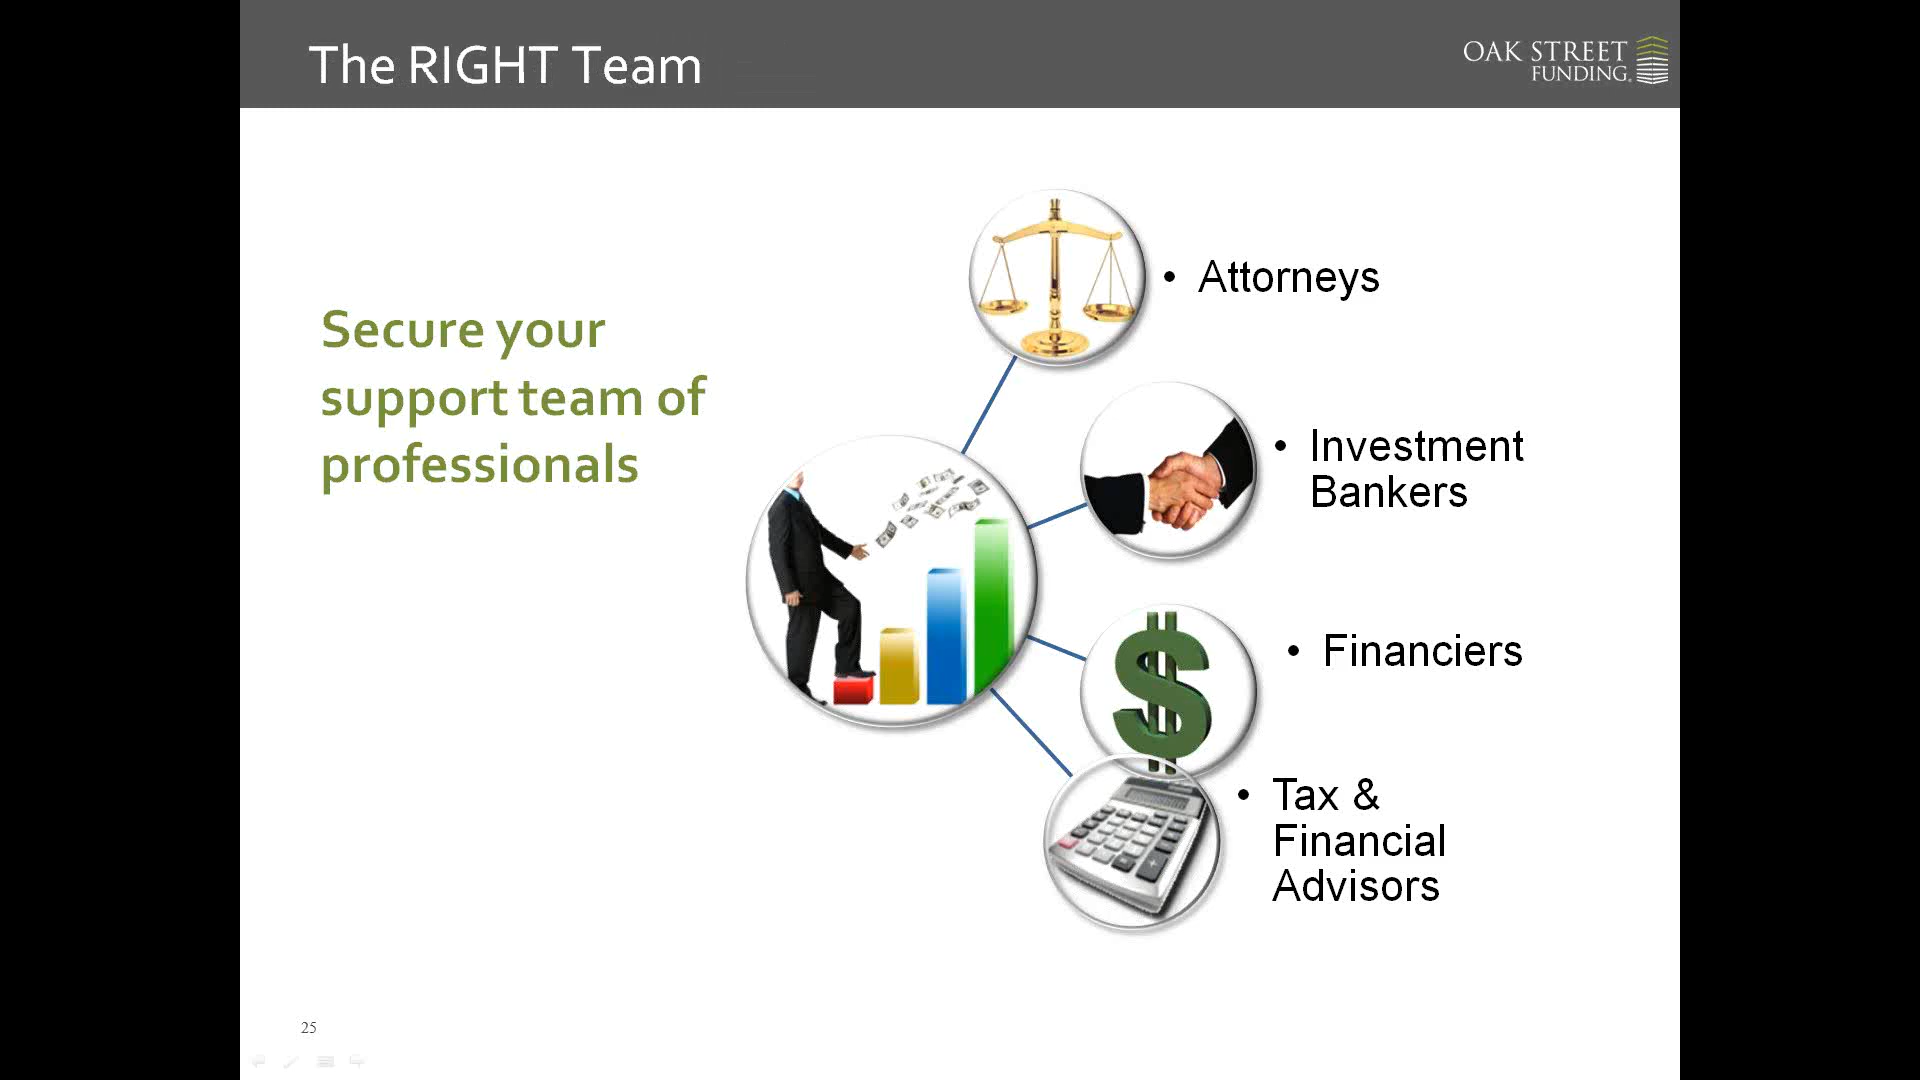 The RIGHT Team
OAK STREET
FUNDING.
Secure your
support team of
professionals
• Attorneys
• Investment
Bankers
• Financiers
• Tax &
Financial
Advisors
25